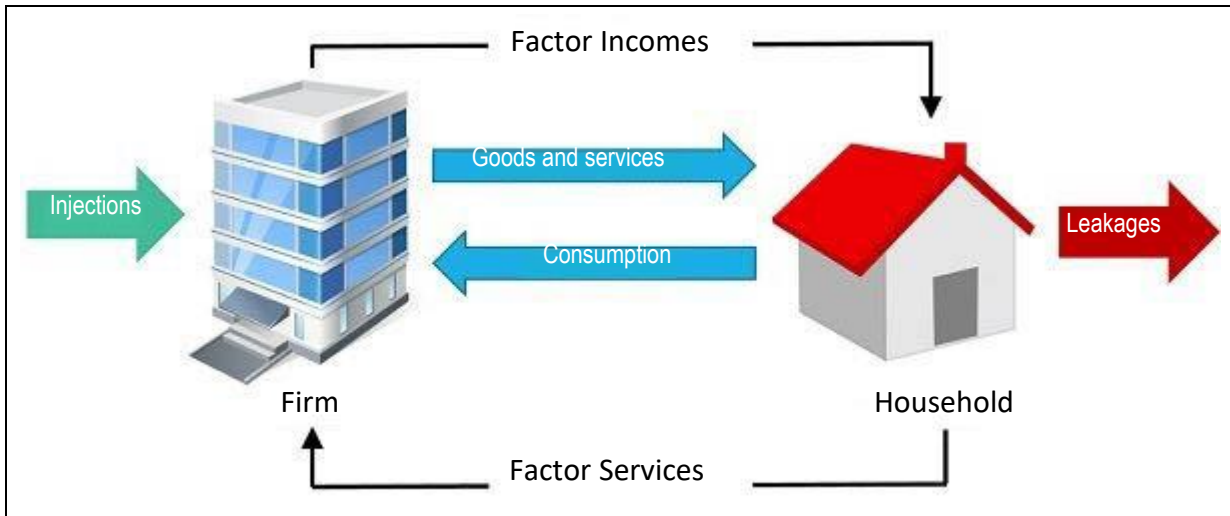 Factor Incomes
Goods and services
Injections
Leakages
Consumption
Firm
Household
Factor Services